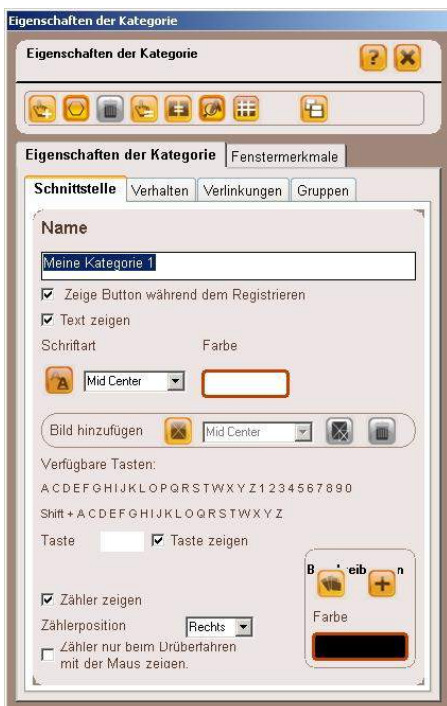 Eigenschaften der Kategorie
Eigenschaften der Kategorie
?
Eigenschaften der Kategorie Fenstermerkmale
Schnittstelle Verhalten Verlinkungen Gruppen
Name
Meine Kategorie 1
Zeige Button während dem Registrieren
Text zeigen
Schriftart Farbe
A Mid Center
Bild hinzufügen Mid Center
Verfügbare Tasten:
A C D E F G H I J K L O P Q R S T W X Y Z 1 2 3 4 5 6 7 8 9 0
Shift + A C D E F G H J K L O Q R S T W X Y Z
Taste Taste zeigen
Zähler zeigen
Zählerposition Rechts
Zähler nur beim Drüberfahren
mit der Maus zeigen.
Farbe